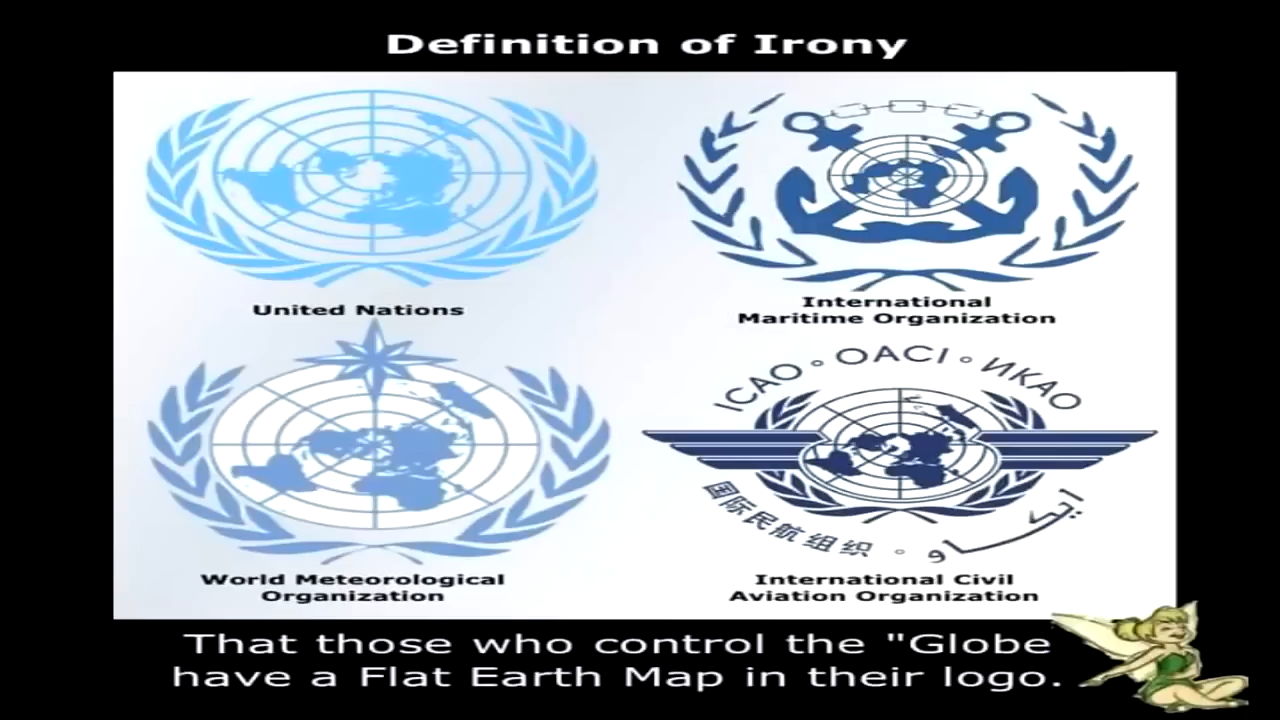 Definition of Irony
United Nations
International
Maritime Organization
ICAO ◦ OACI ◦ ИКАО
国际民航组织 ◦ ايكاو
World Meteorological
Organization
International Civil
Aviation Organization
That those who control the "Globe
have a Flat Earth Map in their logo.